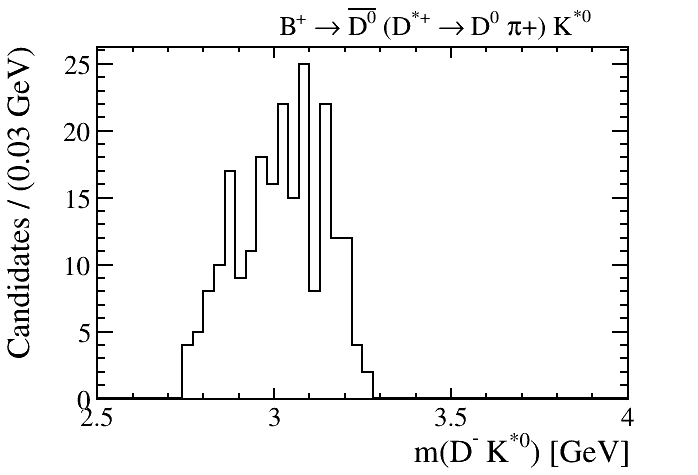 B⁺ → D̅⁰ (D*⁺ → D⁰ π+) K*⁰
Candidates / (0.03 GeV)
25
20
15
10
5
0
2.5 3 3.5 4
m(D⁻ K*⁰) [GeV]